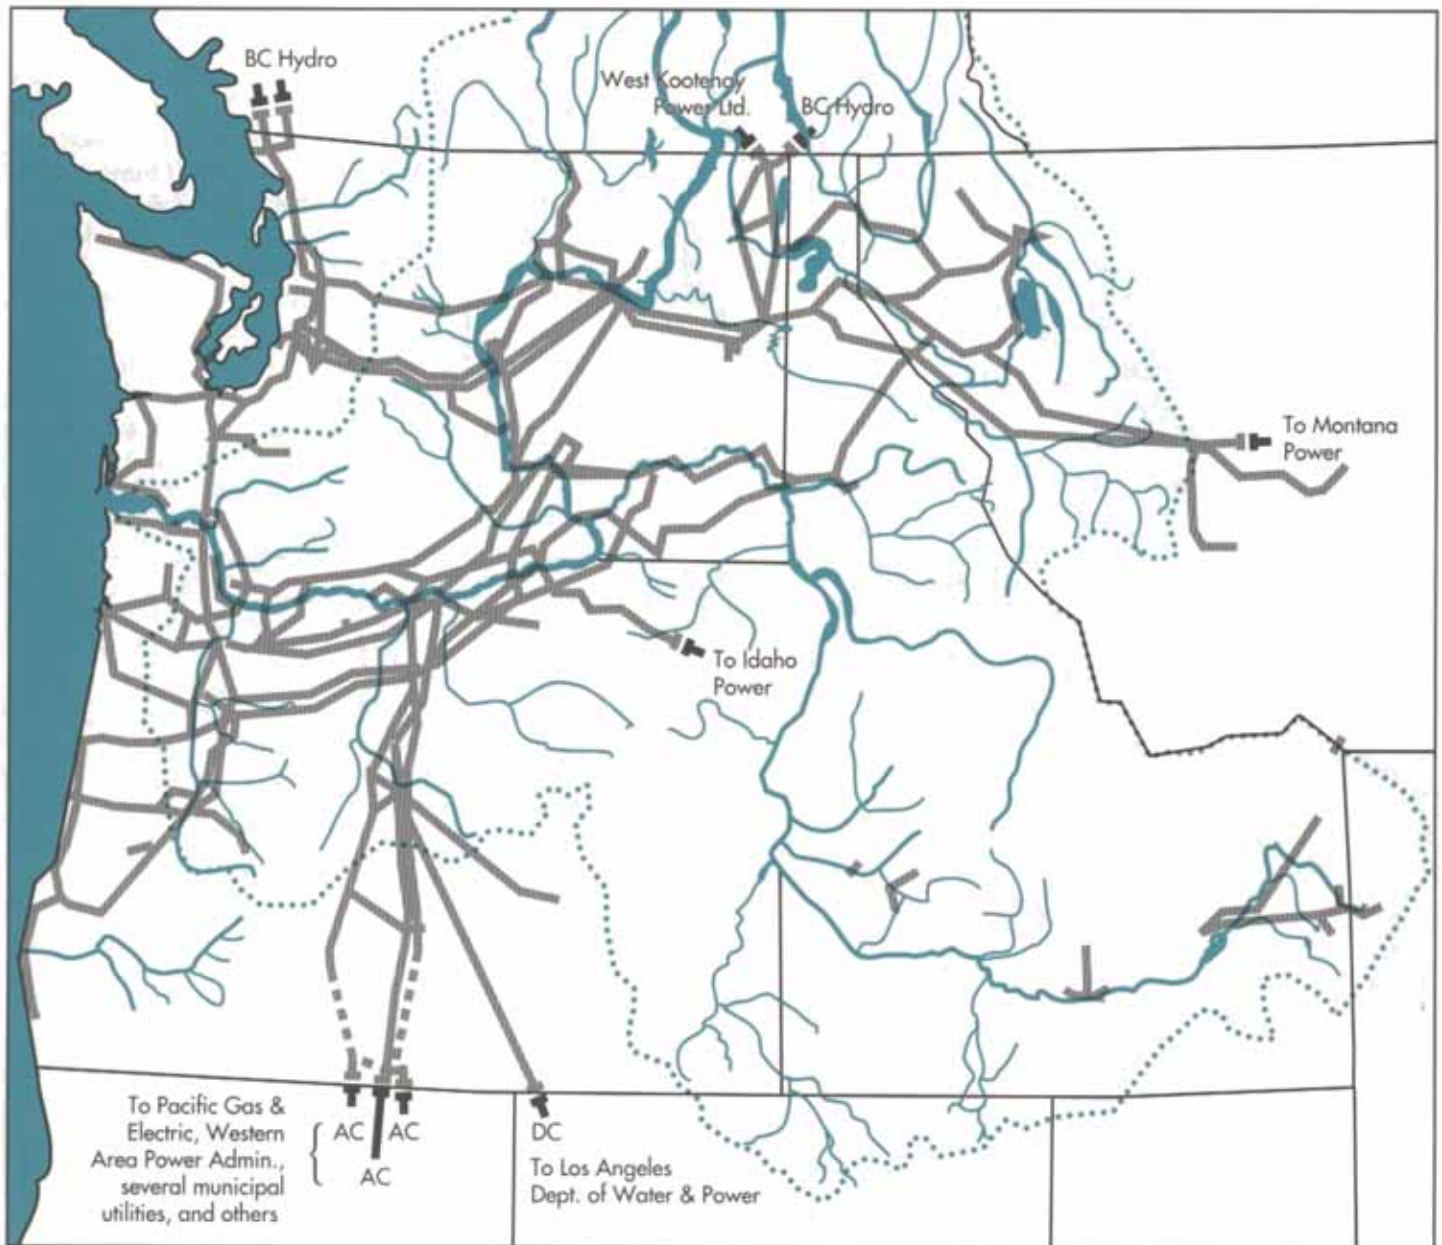 BC Hydro
West Kootenay
Power Ltd.
BC Hydro
To Montana
Power
To Idaho
Power
To Pacific Gas &
Electric, Western
Area Power Admin.,
several municipal
utilities, and others
AC AC
AC
DC
To Los Angeles
Dept. of Water & Power